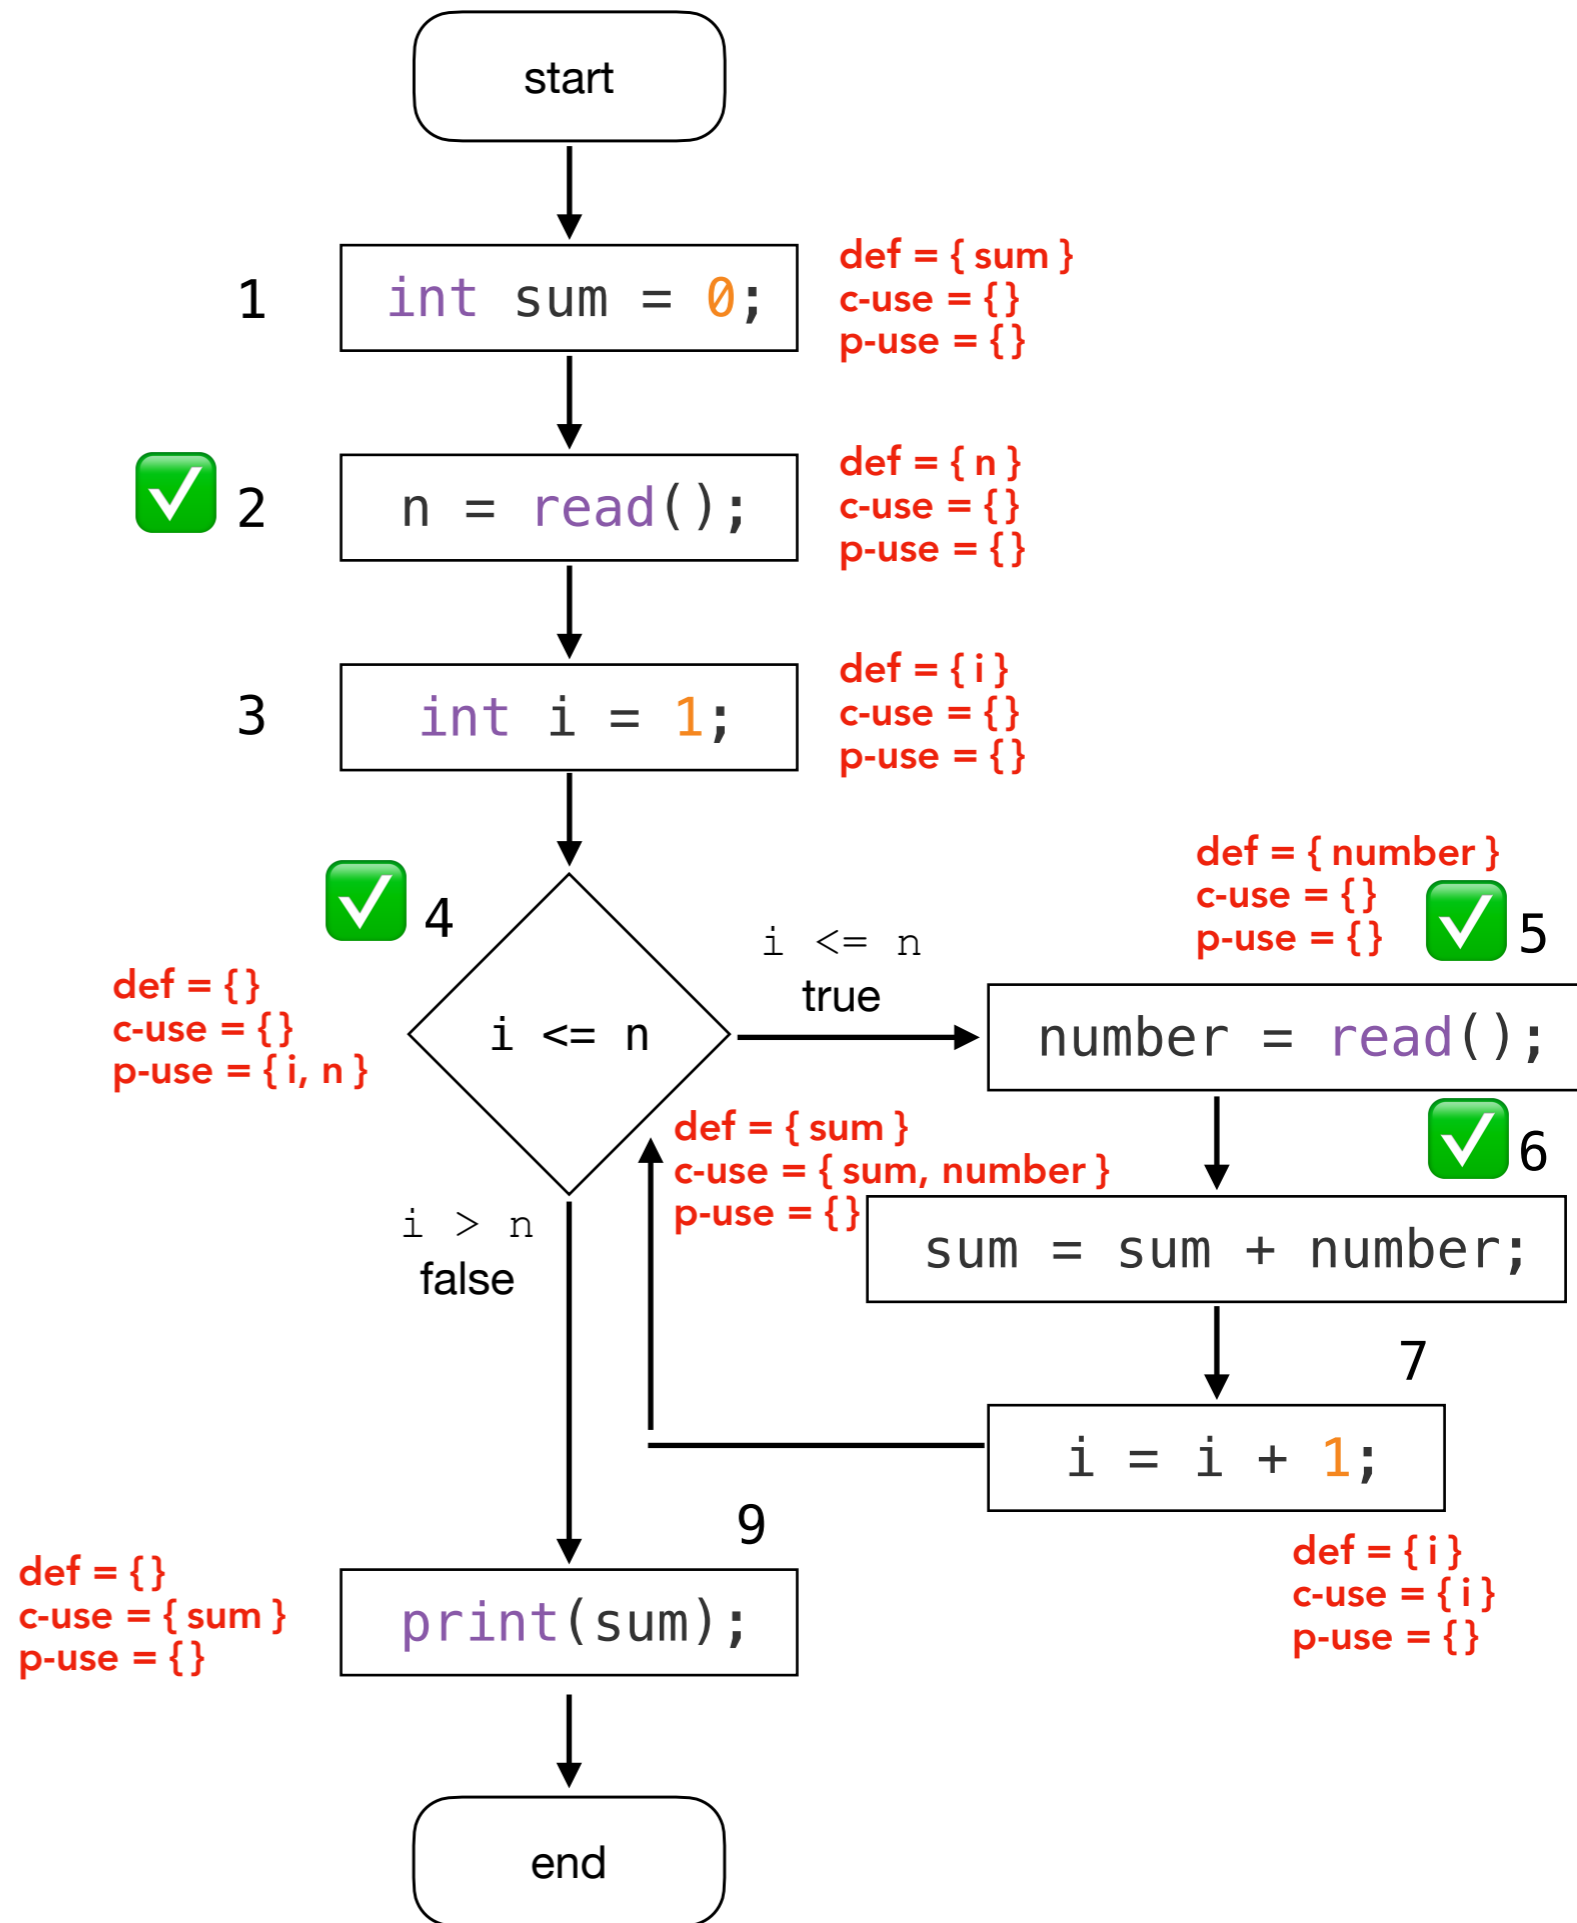 start
1
int sum = 0;
def = { sum }
c-use = { }
p-use = { }
2
n = read();
def = { n }
c-use = { }
p-use = { }
3
int i = 1;
def = { i }
c-use = { }
p-use = { }
4
i <= n
def = { }
c-use = { }
p-use = { i, n }
i <= n
true
def = { number }
c-use = { }
p-use = { }
5
number = read();
6
def = { sum }
c-use = { sum, number }
p-use = { }
sum = sum + number;
i > n
false
7
i = i + 1;
def = { i }
c-use = { i }
p-use = { }
9
def = { }
c-use = { sum }
p-use = { }
print(sum);
end